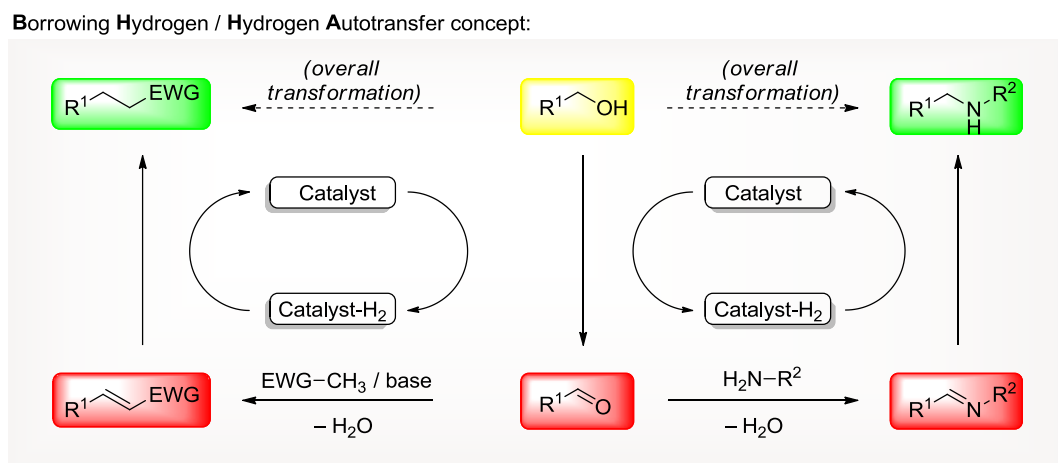 Borrowing Hydrogen / Hydrogen Autotransfer concept:
(overall
transformation)
(overall
transformation)
R1 EWG
R1 OH
R1 N H R2
Catalyst
Catalyst
Catalyst-H2
Catalyst-H2
R1 EWG
EWG–CH3 / base
– H2O
R1 O
H2N–R2
– H2O
R1 N R2